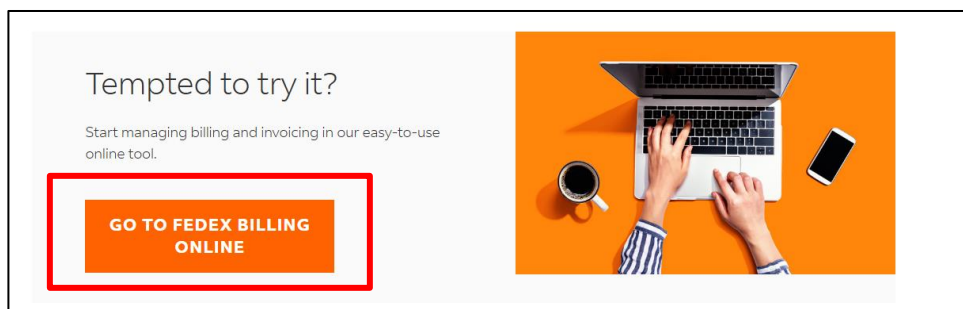 Tempted to try it?
Start managing billing and invoicing in our easy-to-use
online tool.
GO TO FEDEX BILLING
ONLINE